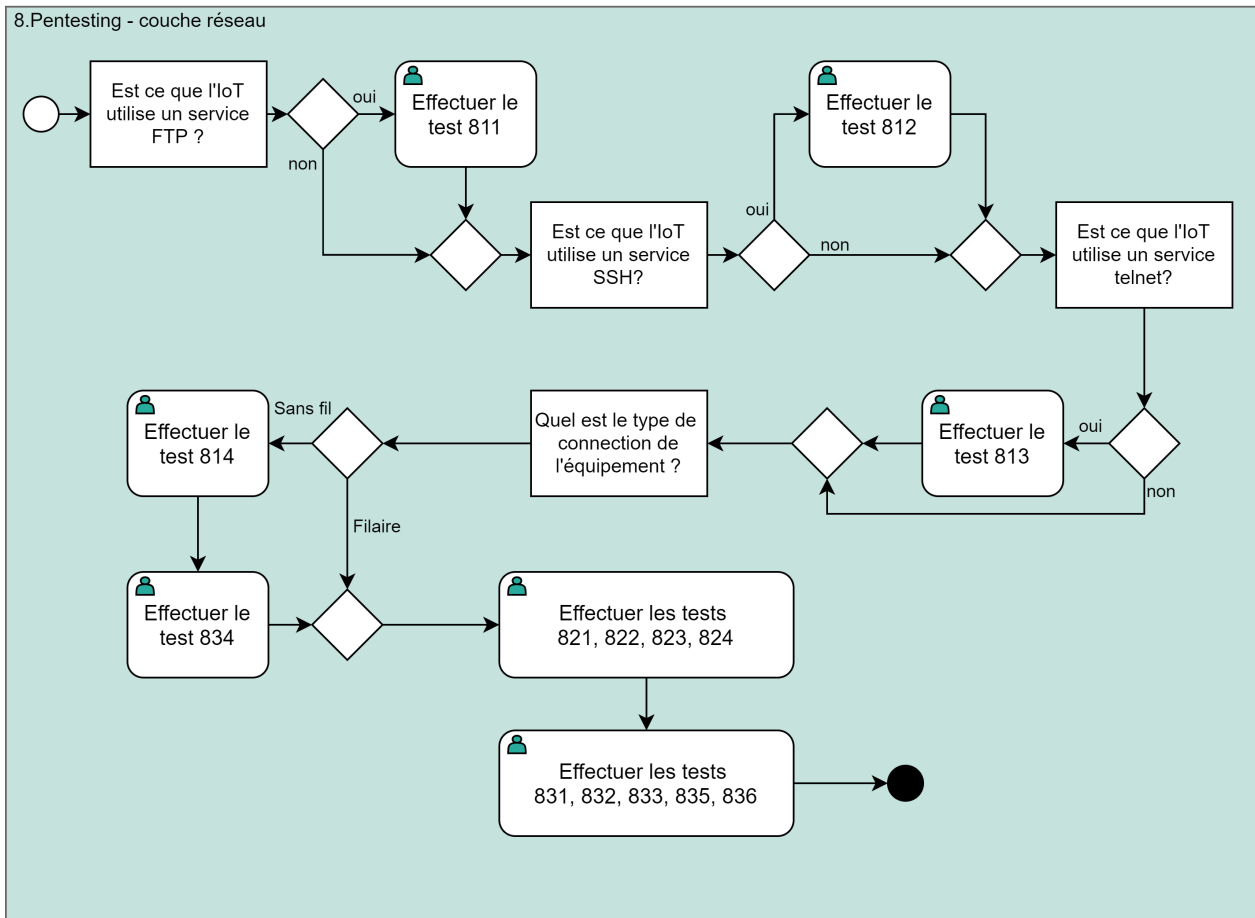 8.Pentesting - couche réseau
Est ce que l'IoT
utilise un service
FTP ?
oui
non
Effectuer le
test 811
Est ce que l'IoT
utilise un service
SSH?
oui
non
Effectuer le
test 812
Est ce que l'IoT
utilise un service
telnet?
oui
non
Effectuer le
test 813
Quel est le type de
connection de
l'équipement ?
Sans fil
Filaire
Effectuer le
test 814
Effectuer le
test 834
Effectuer les tests
821, 822, 823, 824
Effectuer les tests
831, 832, 833, 835, 836